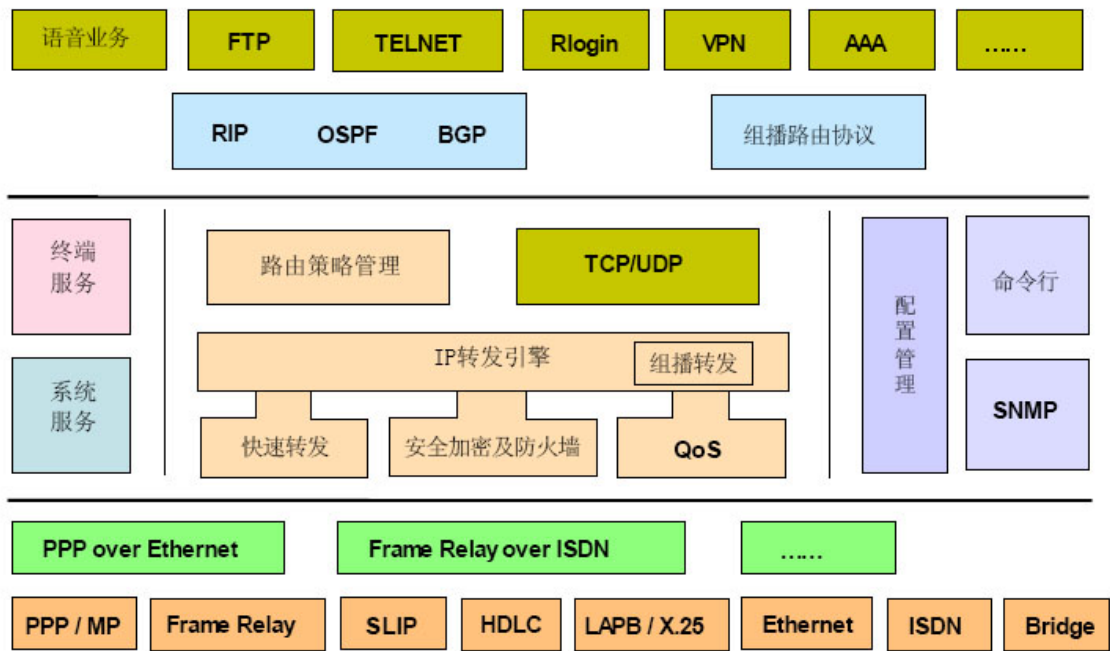 语音业务
FTP
TELNET
Rlogin
VPN
AAA
……
RIP OSPF BGP
组播路由协议
终端
服务
路由策略管理
TCP/UDP
配
置
管
理
命令行
IP转发引擎
组播转发
系统
服务
SNMP
快速转发
安全加密及防火墙
QoS
PPP over Ethernet
Frame Relay over ISDN
……
PPP / MP
Frame Relay
SLIP
HDLC
LAPB / X.25
Ethernet
ISDN
Bridge